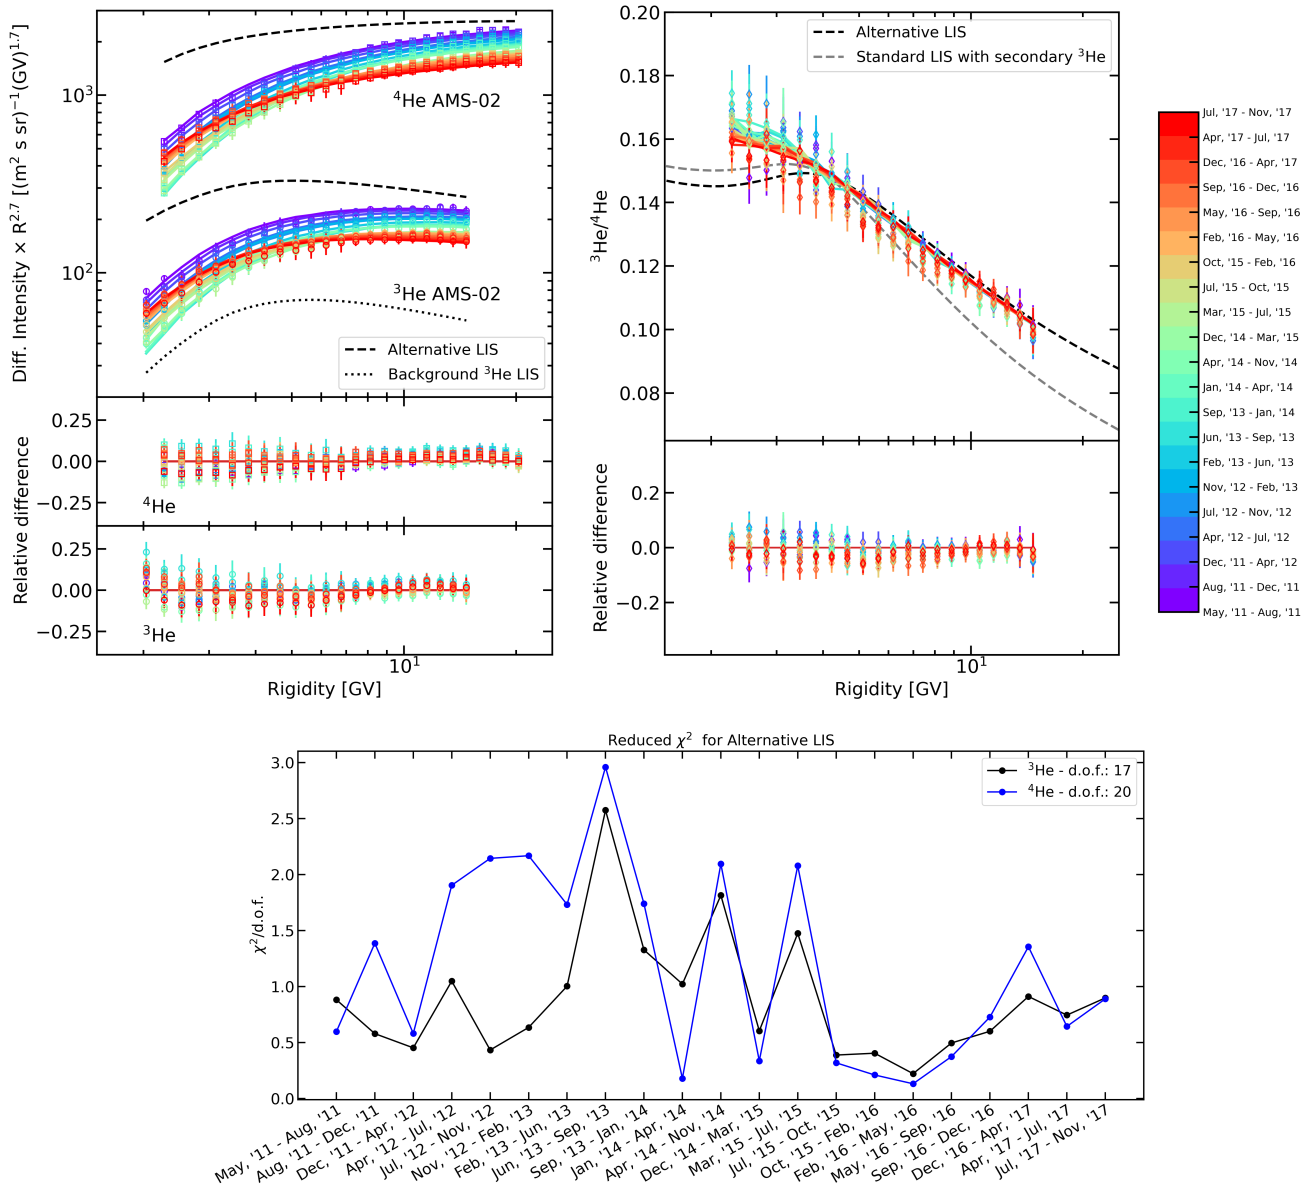 Diff. Intensity × R^2.7 [(m^2 s sr)^−1(GV)^1.7]
10^3
10^2
^4He AMS-02
^3He AMS-02
Alternative LIS
Background ^3He LIS
Relative difference
0.25
0.00
−0.25
^4He
0.25
0.00
−0.25
^3He
10^1
Rigidity [GV]
^3He/^4He
0.20
0.18
0.16
0.14
0.12
0.10
0.08
Alternative LIS
Standard LIS with secondary ^3He
Relative difference
0.2
0.0
−0.2
10^1
Rigidity [GV]
Jul, '17 - Nov, '17
Apr, '17 - Jul, '17
Dec, '16 - Apr, '17
Sep, '16 - Dec, '16
May, '16 - Sep, '16
Feb, '16 - May, '16
Oct, '15 - Feb, '16
Jul, '15 - Oct, '15
Mar, '15 - Jul, '15
Dec, '14 - Mar, '15
Apr, '14 - Nov, '14
Jan, '14 - Apr, '14
Sep, '13 - Jan, '14
Jun, '13 - Sep, '13
Feb, '13 - Jun, '13
Nov, '12 - Feb, '13
Jul, '12 - Nov, '12
Apr, '12 - Jul, '12
Dec, '11 - Apr, '12
Aug, '11 - Dec, '11
May, '11 - Aug, '11
Reduced χ^2 for Alternative LIS
χ^2/d.o.f.
3.0
2.5
2.0
1.5
1.0
0.5
0.0
^3He - d.o.f.: 17
^4He - d.o.f.: 20
May, '11 - Aug, '11
Aug, '11 - Dec, '11
Dec, '11 - Apr, '12
Apr, '12 - Jul, '12
Jul, '12 - Nov, '12
Nov, '12 - Feb, '13
Feb, '13 - Jun, '13
Jun, '13 - Sep, '13
Sep, '13 - Jan, '14
Jan, '14 - Apr, '14
Apr, '14 - Nov, '14
Dec, '14 - Mar, '15
Mar, '15 - Jul, '15
Jul, '15 - Oct, '15
Oct, '15 - Feb, '16
Feb, '16 - May, '16
May, '16 - Sep, '16
Sep, '16 - Dec, '16
Dec, '16 - Apr, '17
Apr, '17 - Jul, '17
Jul, '17 - Nov, '17